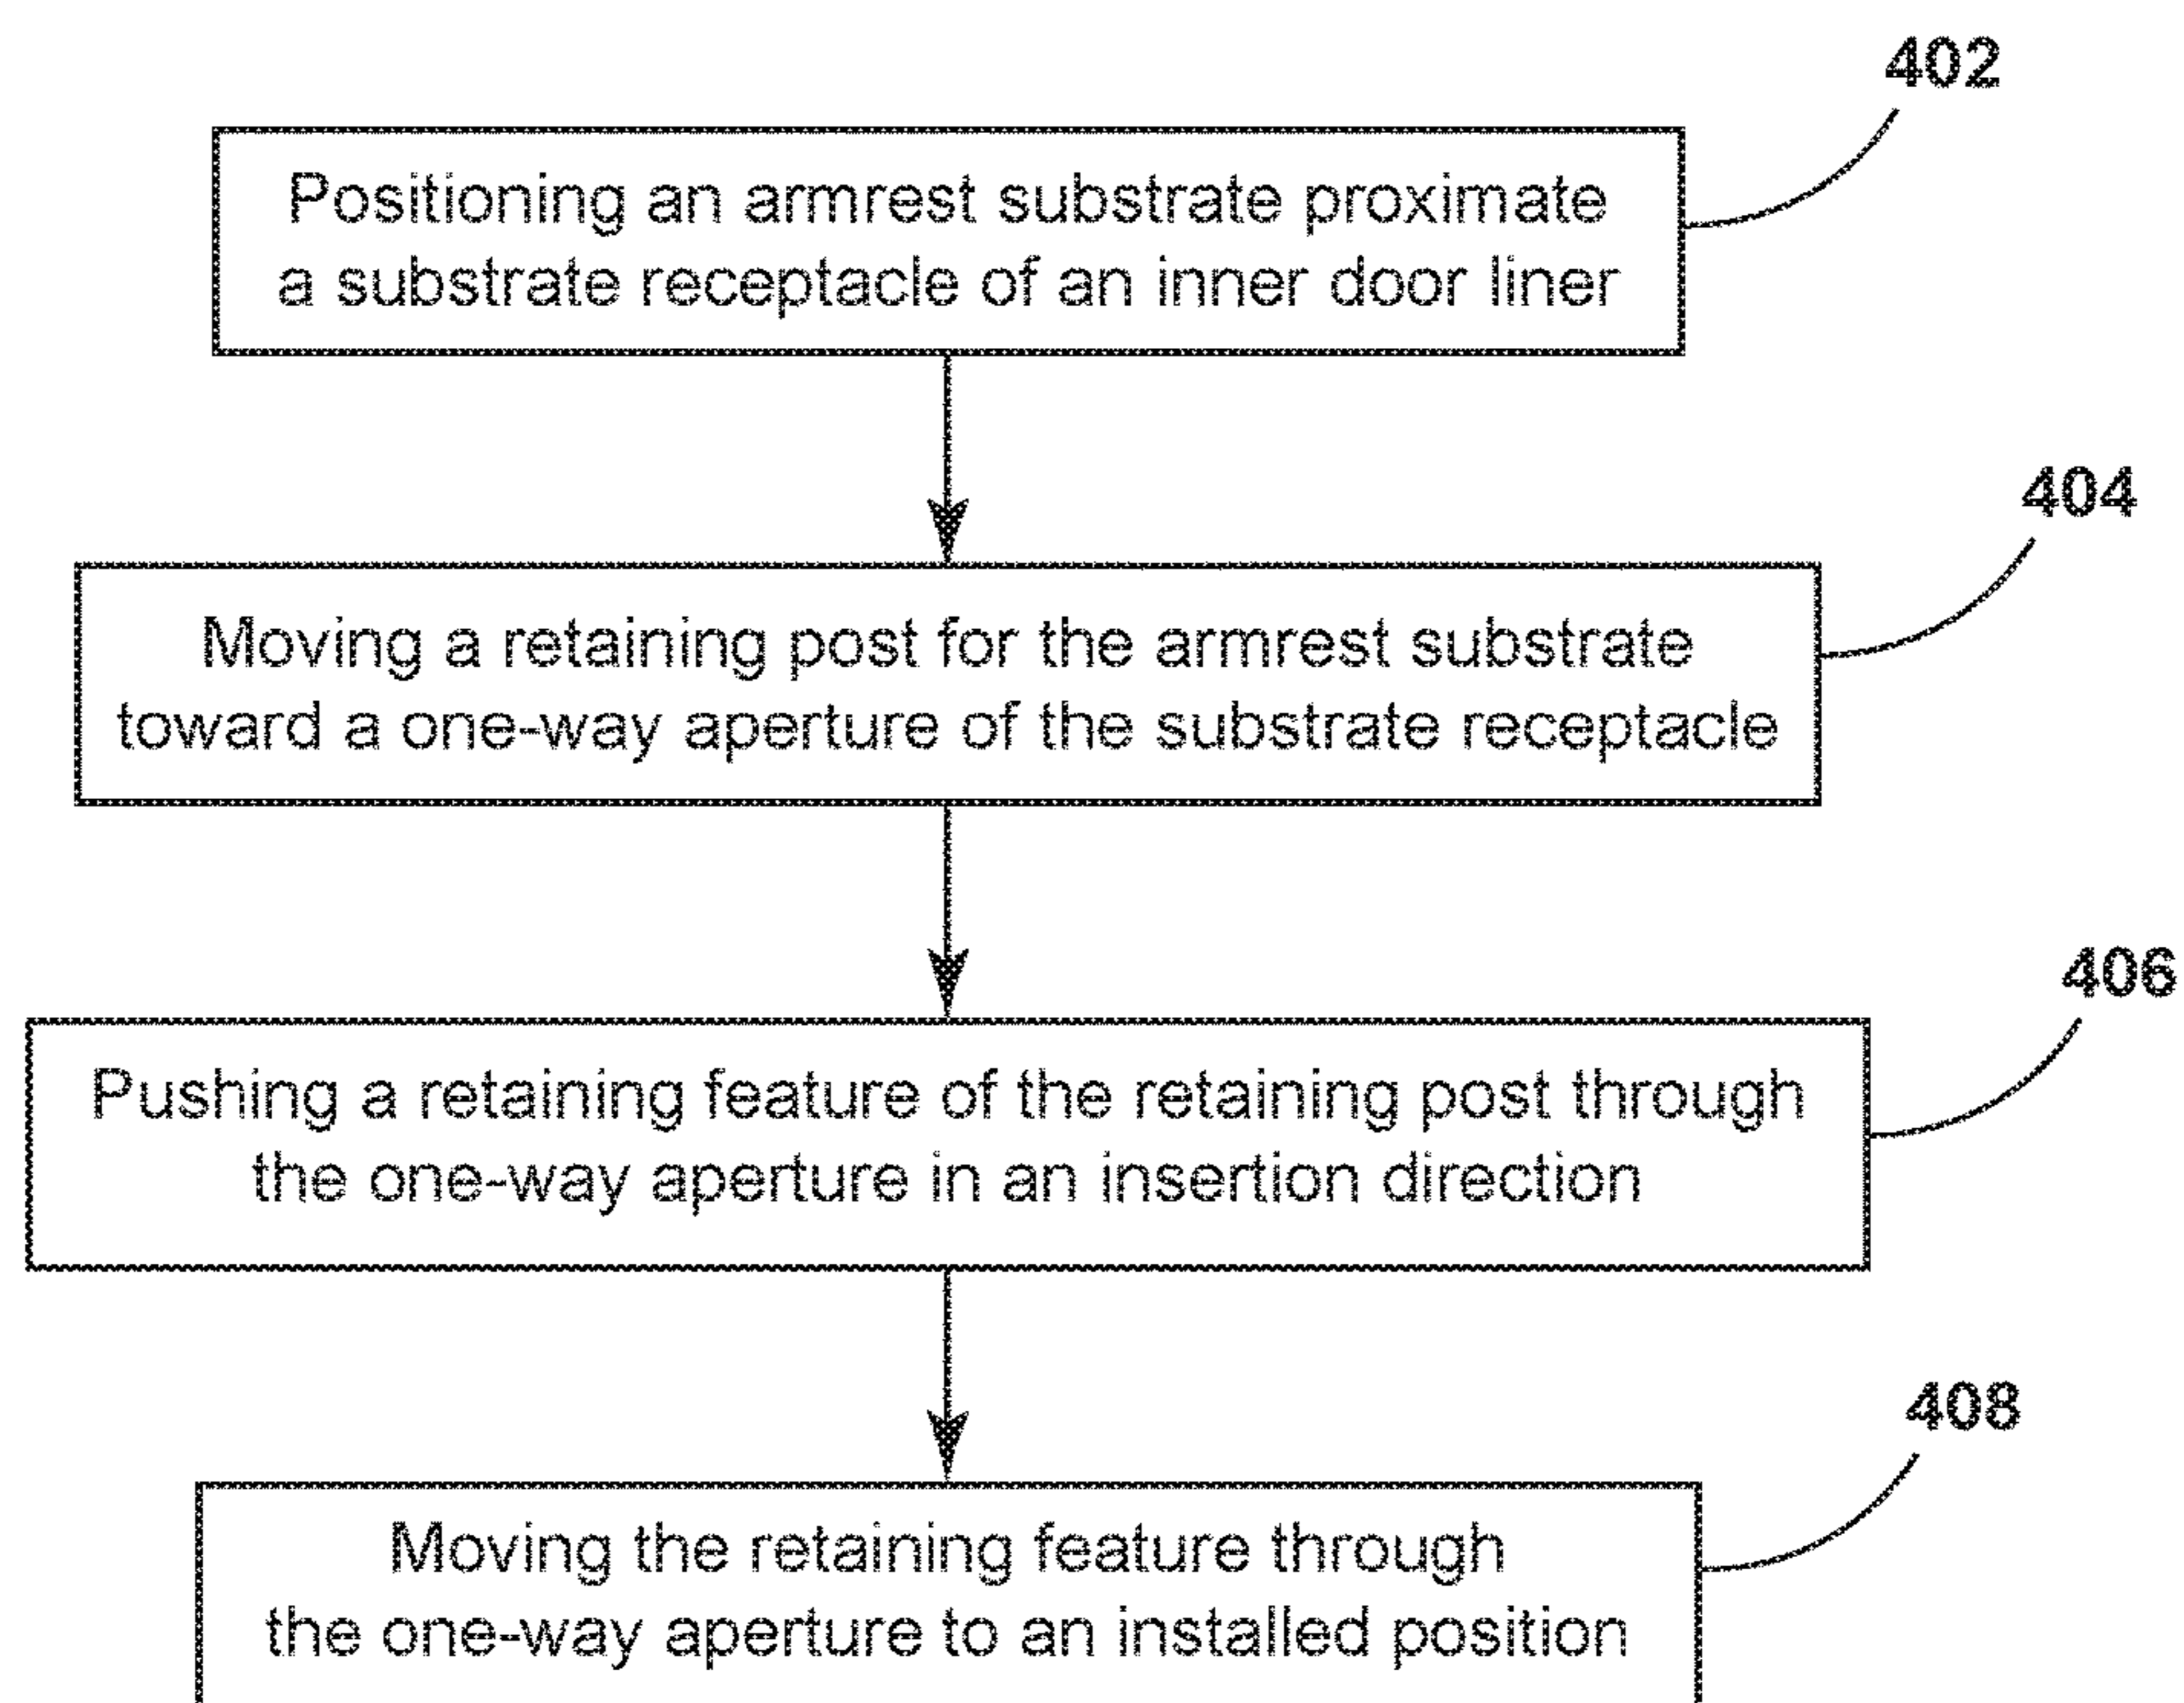 402
Positioning an armrest substrate proximate
a substrate receptacle of an inner door liner
404
Moving a retaining post for the armrest substrate
toward a one-way aperture of the substrate receptacle
406
Pushing a retaining feature of the retaining post through
the one-way aperture in an insertion direction
408
Moving the retaining feature through
the one-way aperture to an installed position